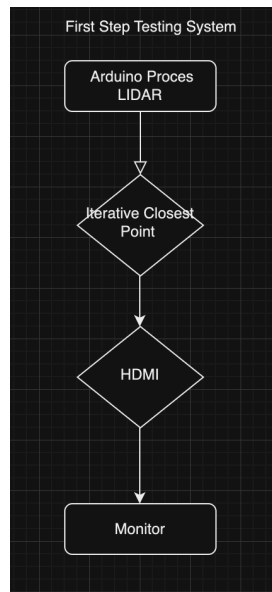 First Step Testing System
Arduino Proces
LIDAR
Iterative Closest
Point
HDMI
Monitor